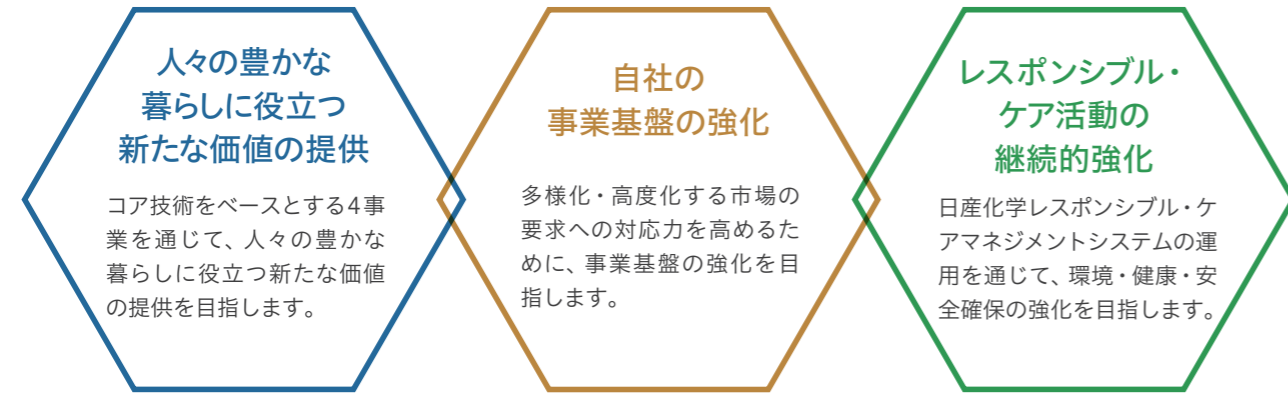 人々の豊かな
暮らしに役立つ
新たな価値の提供
コア技術をベースとする4事
業を通じて、人々の豊かな
暮らしに役立つ新たな価値
の提供を目指します。
自社の
事業基盤の強化
多様化・高度化する市場の
要求への対応力を高めるた
めに、事業基盤の強化を目
指します。
レスポンシブル・
ケア活動の
継続的強化
日産化学レスポンシブル・ケ
アマネジメントシステムの運
用を通じて、環境・健康・安
全確保の強化を目指します。